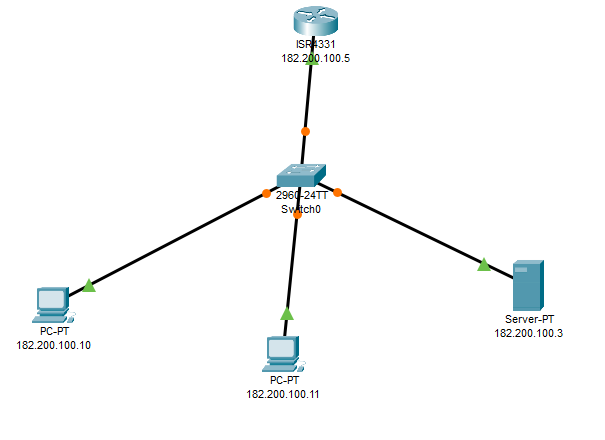 ISR4331
182.200.100.5
2960-24TT
Switch0
Server-PT
182.200.100.3
PC-PT
182.200.100.10
PC-PT
182.200.100.11